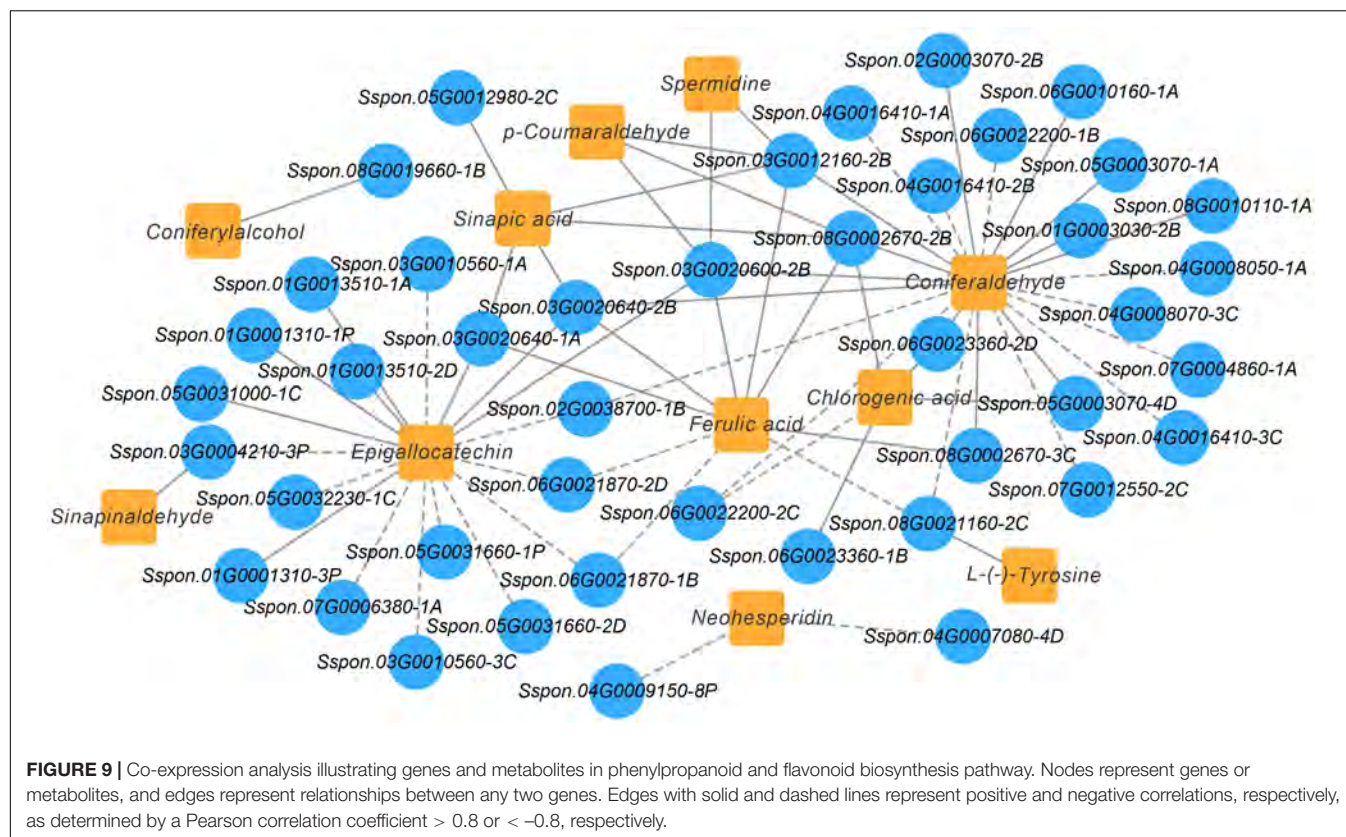 Sspon.02G0003070-2B
Spermidine
Sspon.05G0012980-2C
Sspon.06G0010160-1A
Sspon.04G0016410-1A
p-Coumaraldehyde
Sspon.06G0022200-1B
Sspon.03G0012160-2B
Sspon.05G0003070-1A
Sspon.08G0019660-1B
Sspon.04G0016410-2B
Sspon.08G0010110-1A
Sinapic acid
Coniferylalcohol
Sspon.01G0003030-2B
Sspon.08G0002670-2B
Sspon.03G0010560-1A
Sspon.03G0020600-2B
Sspon.04G0008050-1A
Sspon.01G0013510-1A
Coniferaldehyde
Sspon.03G0020640-2B
Sspon.04G0008070-3C
Sspon.01G0001310-1P
Sspon.03G0020640-1A
Sspon.06G0023360-2D
Sspon.07G0004860-1A
Sspon.01G0013510-2D
Sspon.05G0031000-1C
Chlorogenic acid
Sspon.05G0003070-4D
Sspon.02G0038700-1B
Ferulic acid
Sspon.04G0016410-3C
Sspon.03G0004210-3P
Epigallocatechin
Sspon.08G0002670-3C
Sspon.06G0021870-2D
Sspon.07G0012550-2C
Sspon.05G0032230-1C
Sinapinaldehyde
Sspon.06G0022200-2C
Sspon.08G0021160-2C
Sspon.05G0031660-1P
Sspon.06G0023360-1B
L-(-)-Tyrosine
Sspon.01G0001310-3P
Sspon.06G0021870-1B
Sspon.07G0006380-1A
Neohesperidin
Sspon.05G0031660-2D
Sspon.04G0007080-4D
Sspon.03G0010560-3C
Sspon.04G0009150-8P
FIGURE 9 | Co-expression analysis illustrating genes and metabolites in phenylpropanoid and flavonoid biosynthesis pathway. Nodes represent genes or
metabolites, and edges represent relationships between any two genes. Edges with solid and dashed lines represent positive and negative correlations, respectively,
as determined by a Pearson correlation coefficient > 0.8 or < –0.8, respectively.